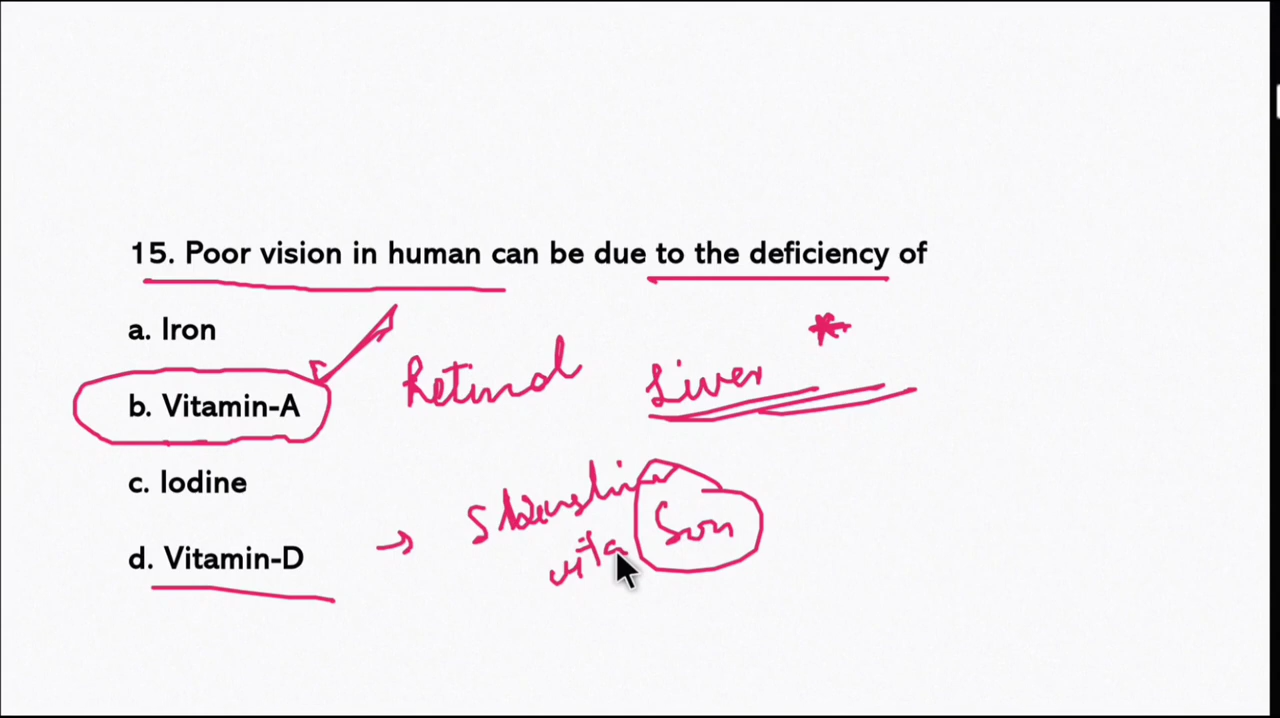 15. Poor vision in human can be due to the deficiency of
a. Iron
Retinol Liver
b. Vitamin-A
c. Iodine
Sun
d. Vitamin-D
vita